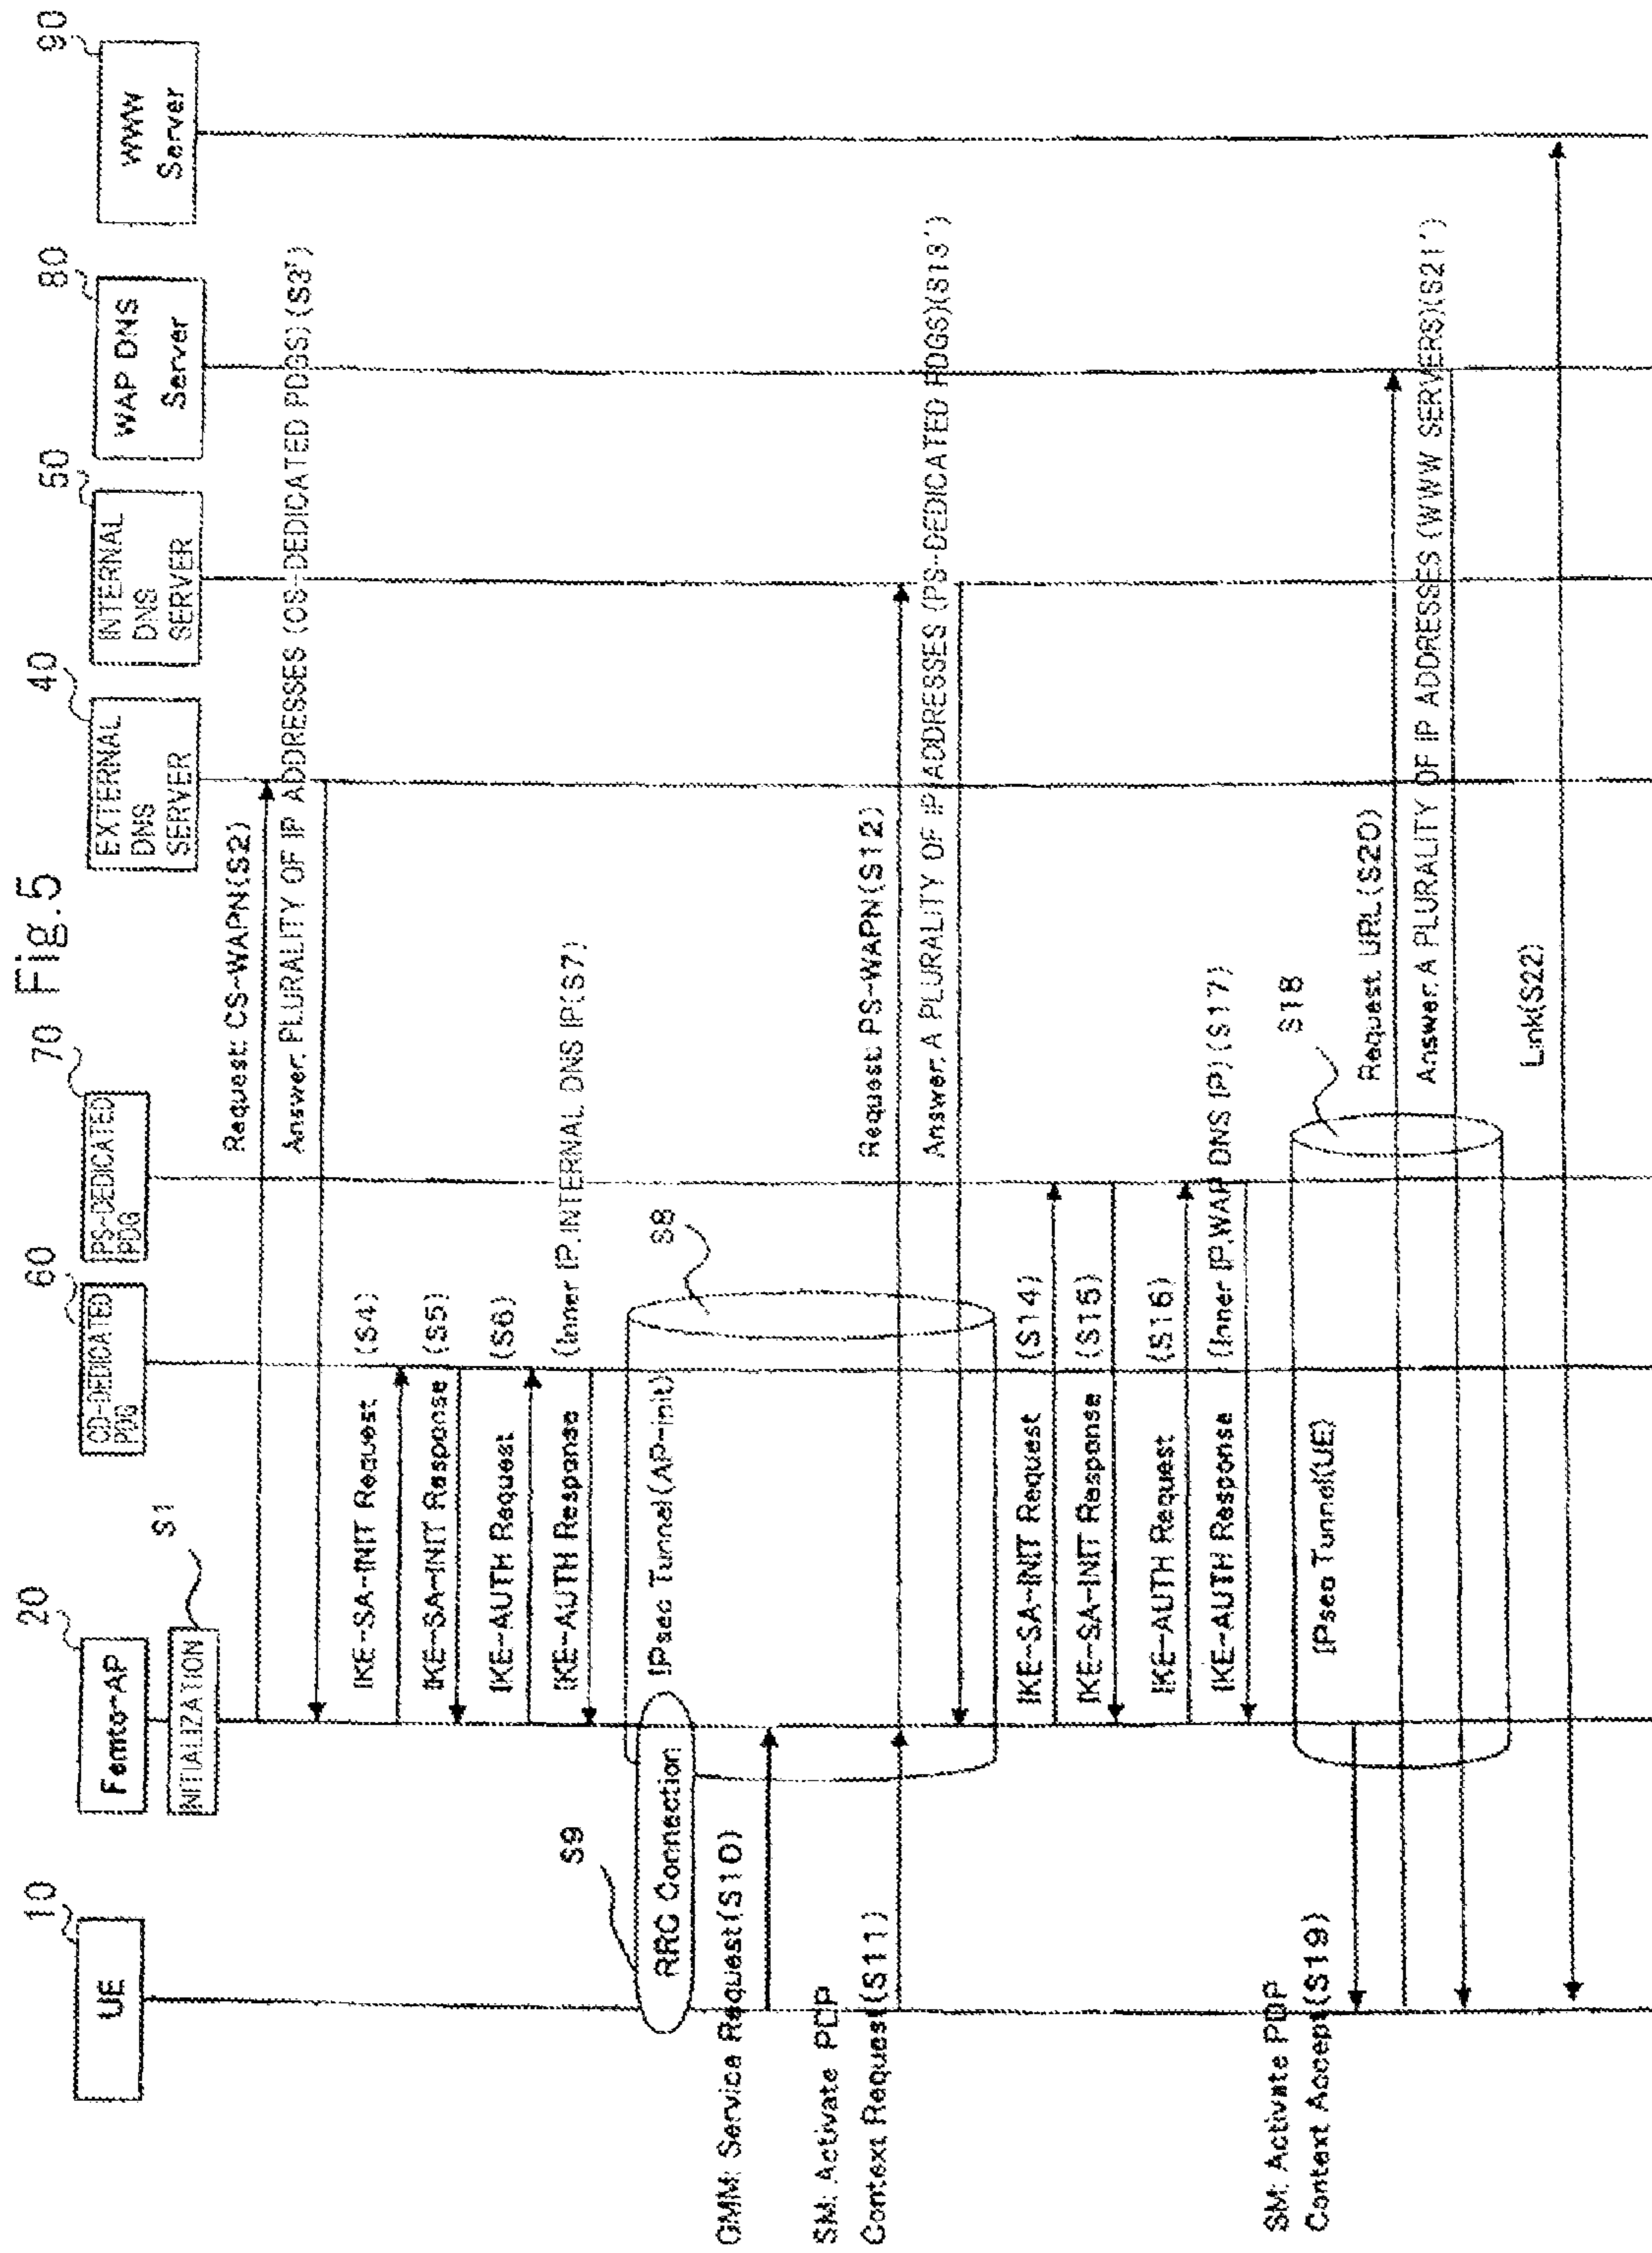 Fig.5
10
UE
20
Femto-AP
60
CD-DEDICATED
PDG
70
PS-DEDICATED
PDG
40
EXTERNAL
DNS
SERVER
50
INTERNAL
DNS
SERVER
80
WAP DNS
Server
90
WWW
Server
INITIALIZATION
S1
Request: CS-WAPN(S2)
Answer: PLURALITY OF IP ADDRESSES (CS-DEDICATED PDGS)(S3')
IKE-SA-INIT Request (S4)
IKE-SA-INIT Response (S5)
IKE-AUTH Request (S6)
IKE-AUTH Response (Inner IP,INTERNAL DNS IP(S7)
S8
IPsec Tunnel(AP-init)
S9
RRC Connection
GMM: Service Request(S10)
SM: Activate PDP
Context Request(S11)
Request: PS-WAPN(S12)
Answer: A PLURALITY OF IP ADDRESSES (PS-DEDICATED PDGS)(S13')
IKE-SA-INIT Request (S14)
IKE-SA-INIT Response (S15)
IKE-AUTH Request (S16)
IKE-AUTH Response (Inner IP,WAP DNS IP)(S17)
S18
IPsec Tunnel(UE)
SM: Activate PDP
Context Accept(S19)
Request: URL(S20)
Answer: A PLURALITY OF IP ADDRESSES (WWW SERVERS)(S21')
Link(S22)